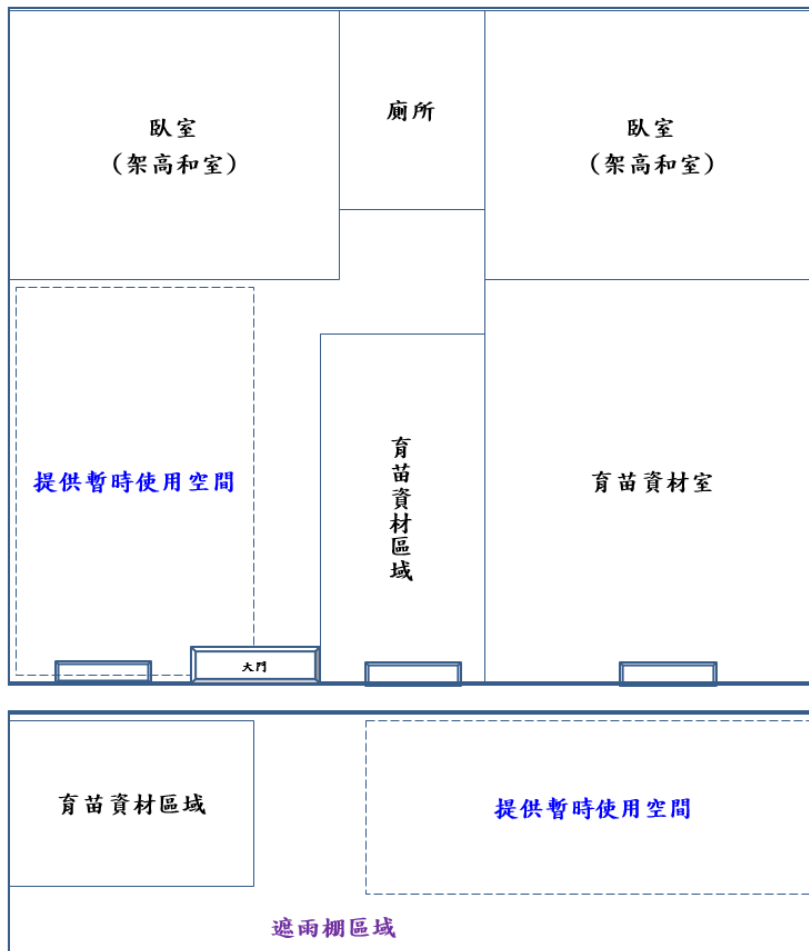 臥室
(架高和室)
廁所
臥室
(架高和室)
提供暫時使用空間
育苗資材區域
育苗資材室
大門
育苗資材區域
提供暫時使用空間
遮雨棚區域